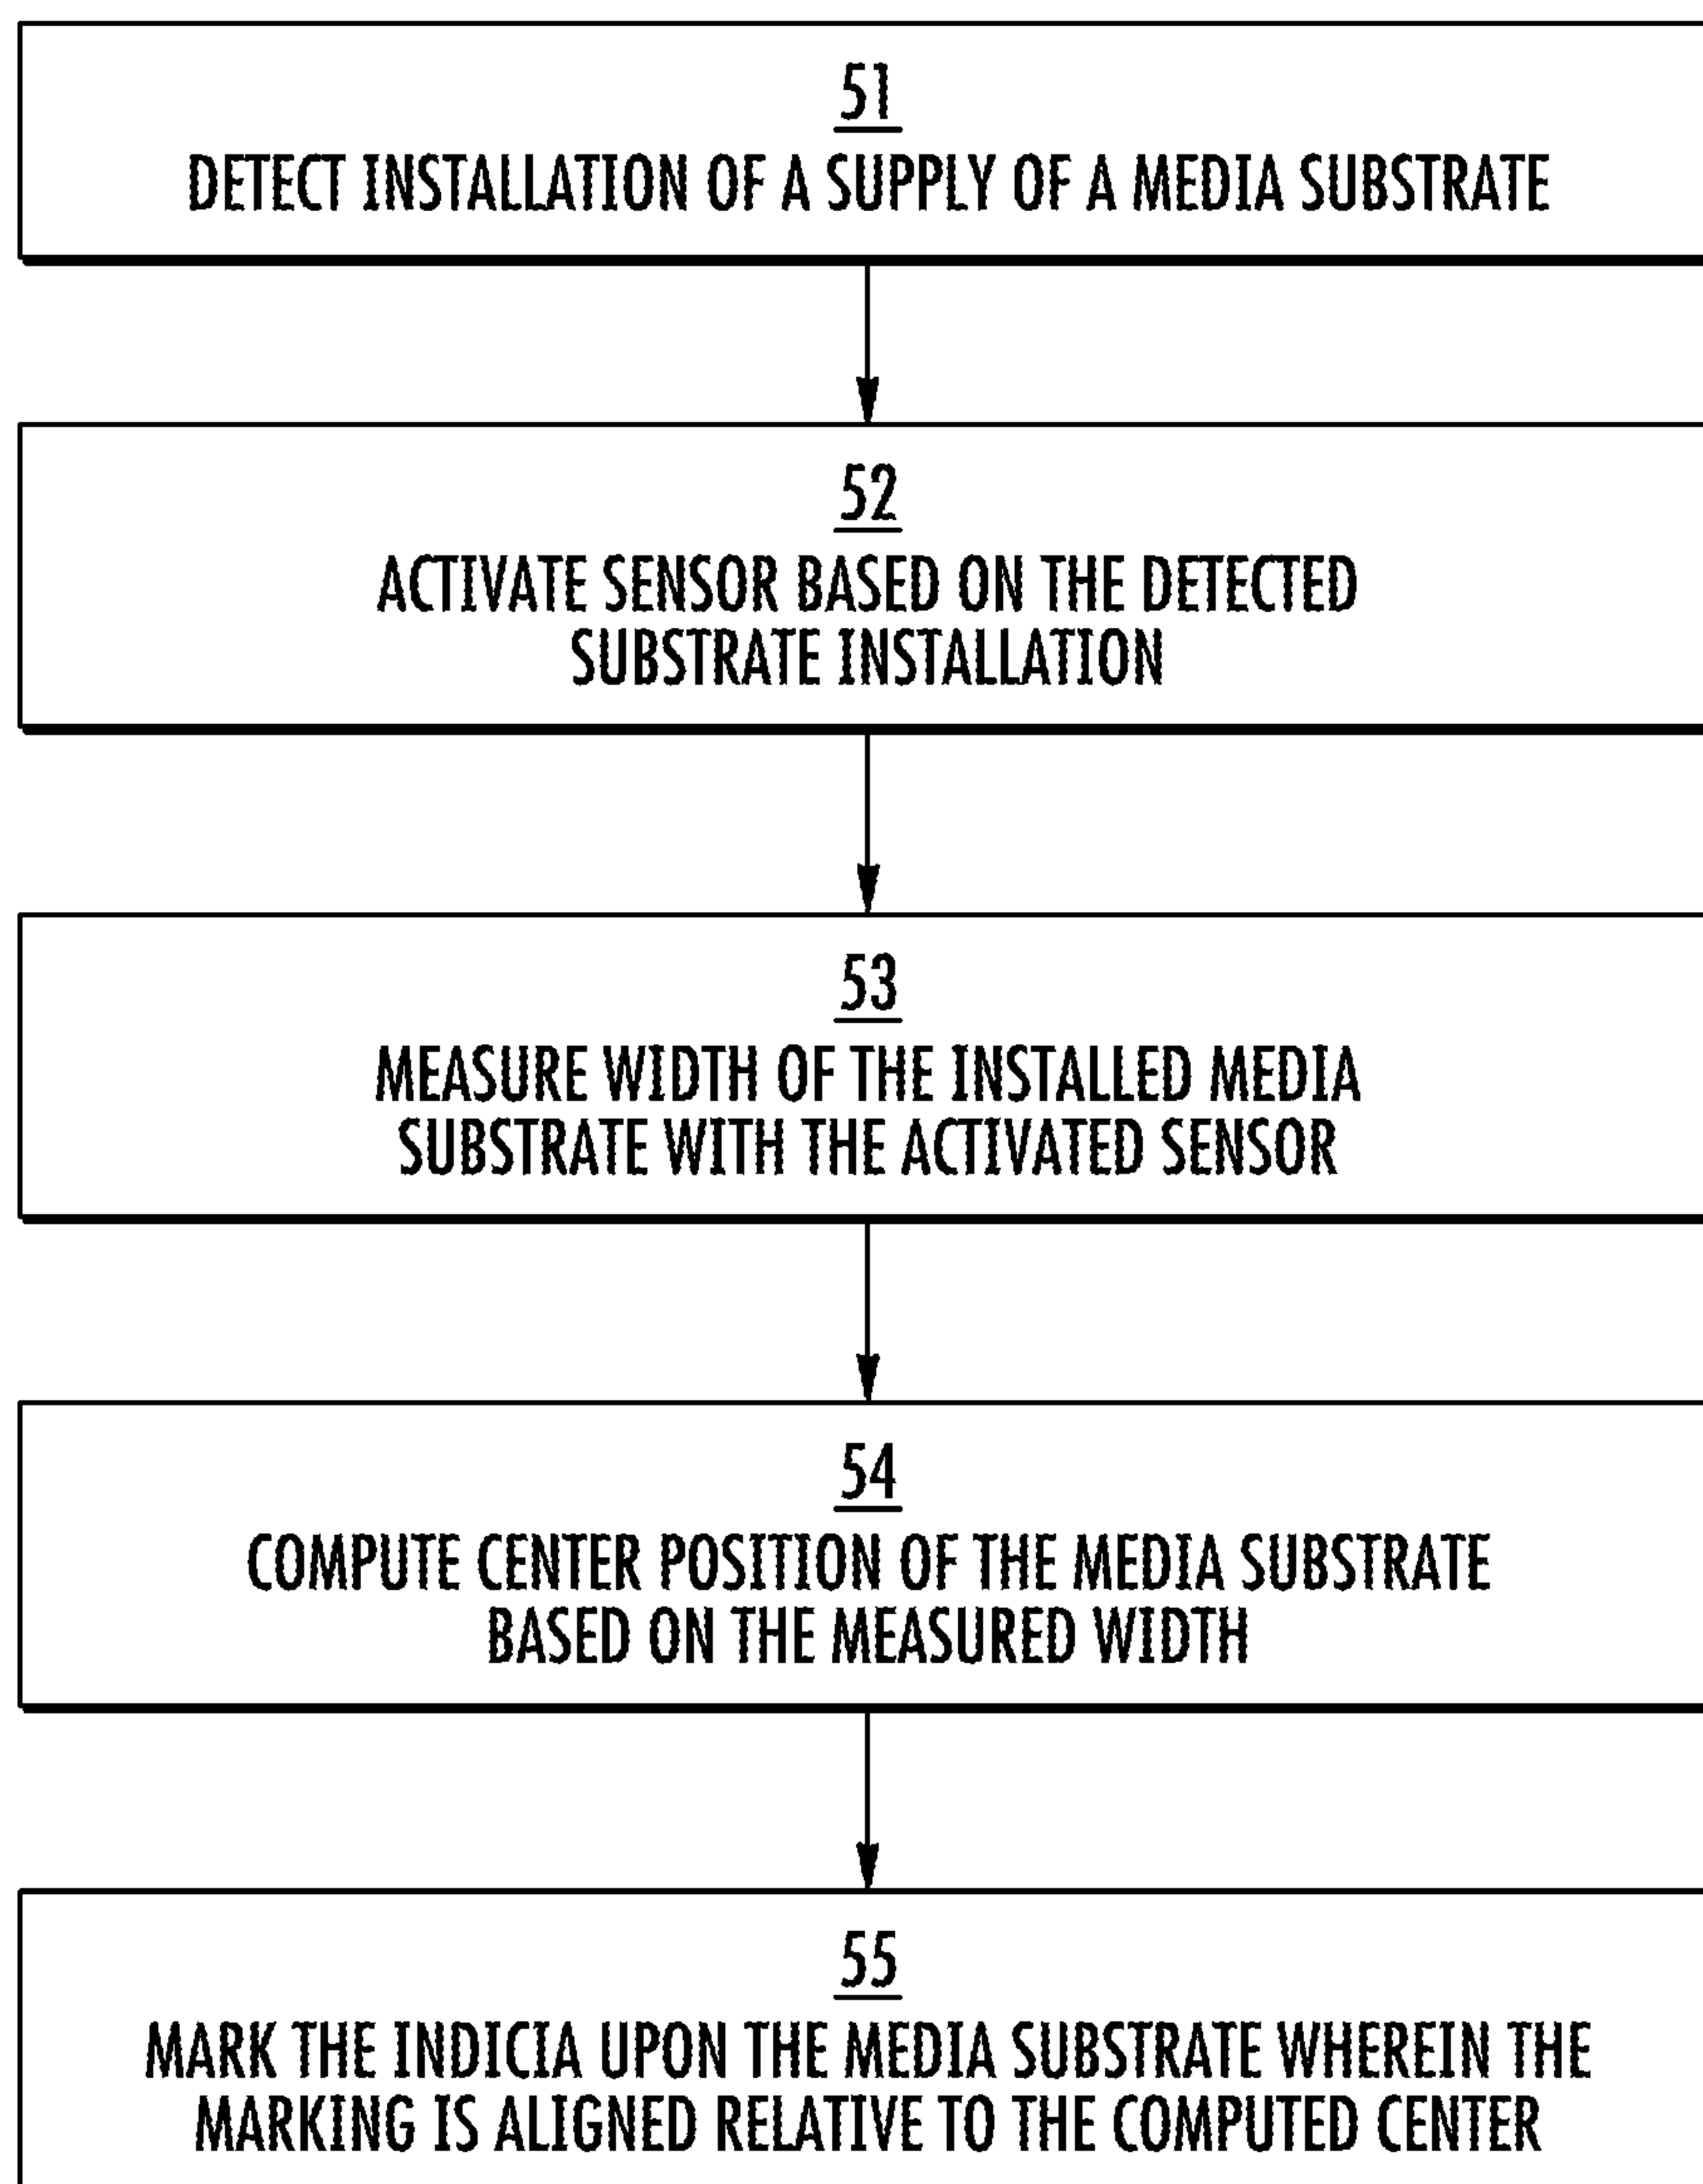 51
DETECT INSTALLATION OF A SUPPLY OF A MEDIA SUBSTRATE
52
ACTIVATE SENSOR BASED ON THE DETECTED
SUBSTRATE INSTALLATION
53
MEASURE WIDTH OF THE INSTALLED MEDIA
SUBSTRATE WITH THE ACTIVATED SENSOR
54
COMPUTE CENTER POSITION OF THE MEDIA SUBSTRATE
BASED ON THE MEASURED WIDTH
55
MARK THE INDICIA UPON THE MEDIA SUBSTRATE WHEREIN THE
MARKING IS ALIGNED RELATIVE TO THE COMPUTED CENTER